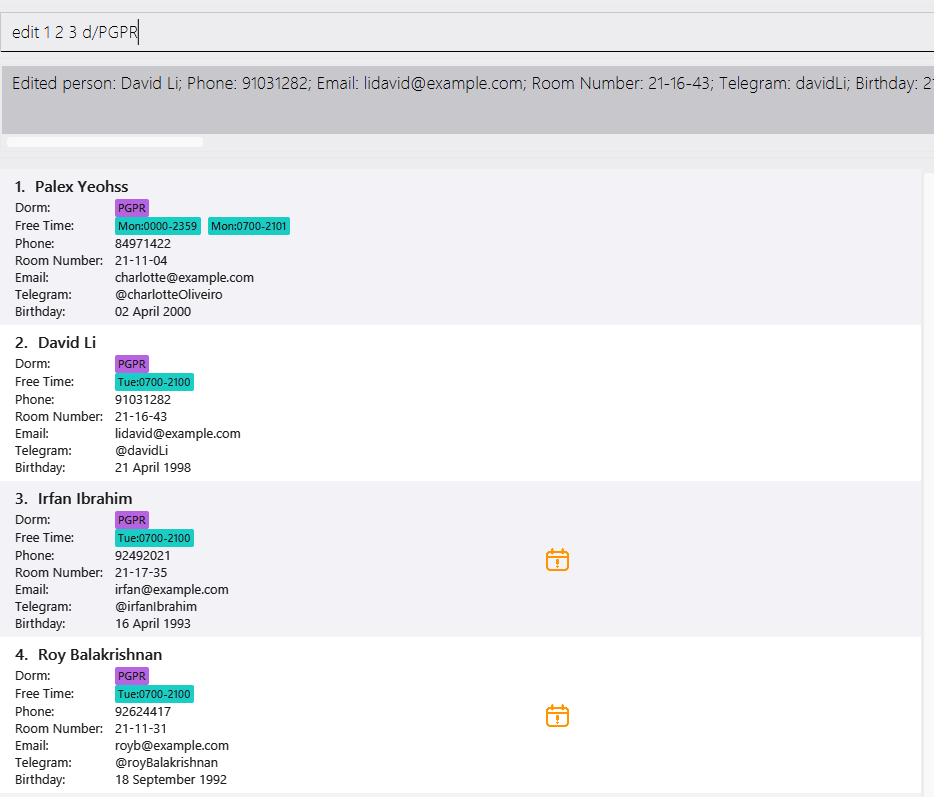 edit 1 2 3 d/PGPR
Edited person: David Li; Phone: 91031282; Email: lidavid@example.com; Room Number: 21-16-43; Telegram: davidLi; Birthday: 2
1. Palex Yeohss
Dorm: PGPR
Free Time: Mon:0000-2359 Mon:0700-2101
Phone: 84971422
Room Number: 21-11-04
Email: charlotte@example.com
Telegram: @charlotteOliveiro
Birthday: 02 April 2000
2. David Li
Dorm: PGPR
Free Time: Tue:0700-2100
Phone: 91031282
Room Number: 21-16-43
Email: lidavid@example.com
Telegram: @davidLi
Birthday: 21 April 1998
3. Irfan Ibrahim
Dorm: PGPR
Free Time: Tue:0700-2100
Phone: 92492021
Room Number: 21-17-35
Email: irfan@example.com
Telegram: @irfanIbrahim
Birthday: 16 April 1993
4. Roy Balakrishnan
Dorm: PGPR
Free Time: Tue:0700-2100
Phone: 92624417
Room Number: 21-11-31
Email: royb@example.com
Telegram: @royBalakrishnan
Birthday: 18 September 1992